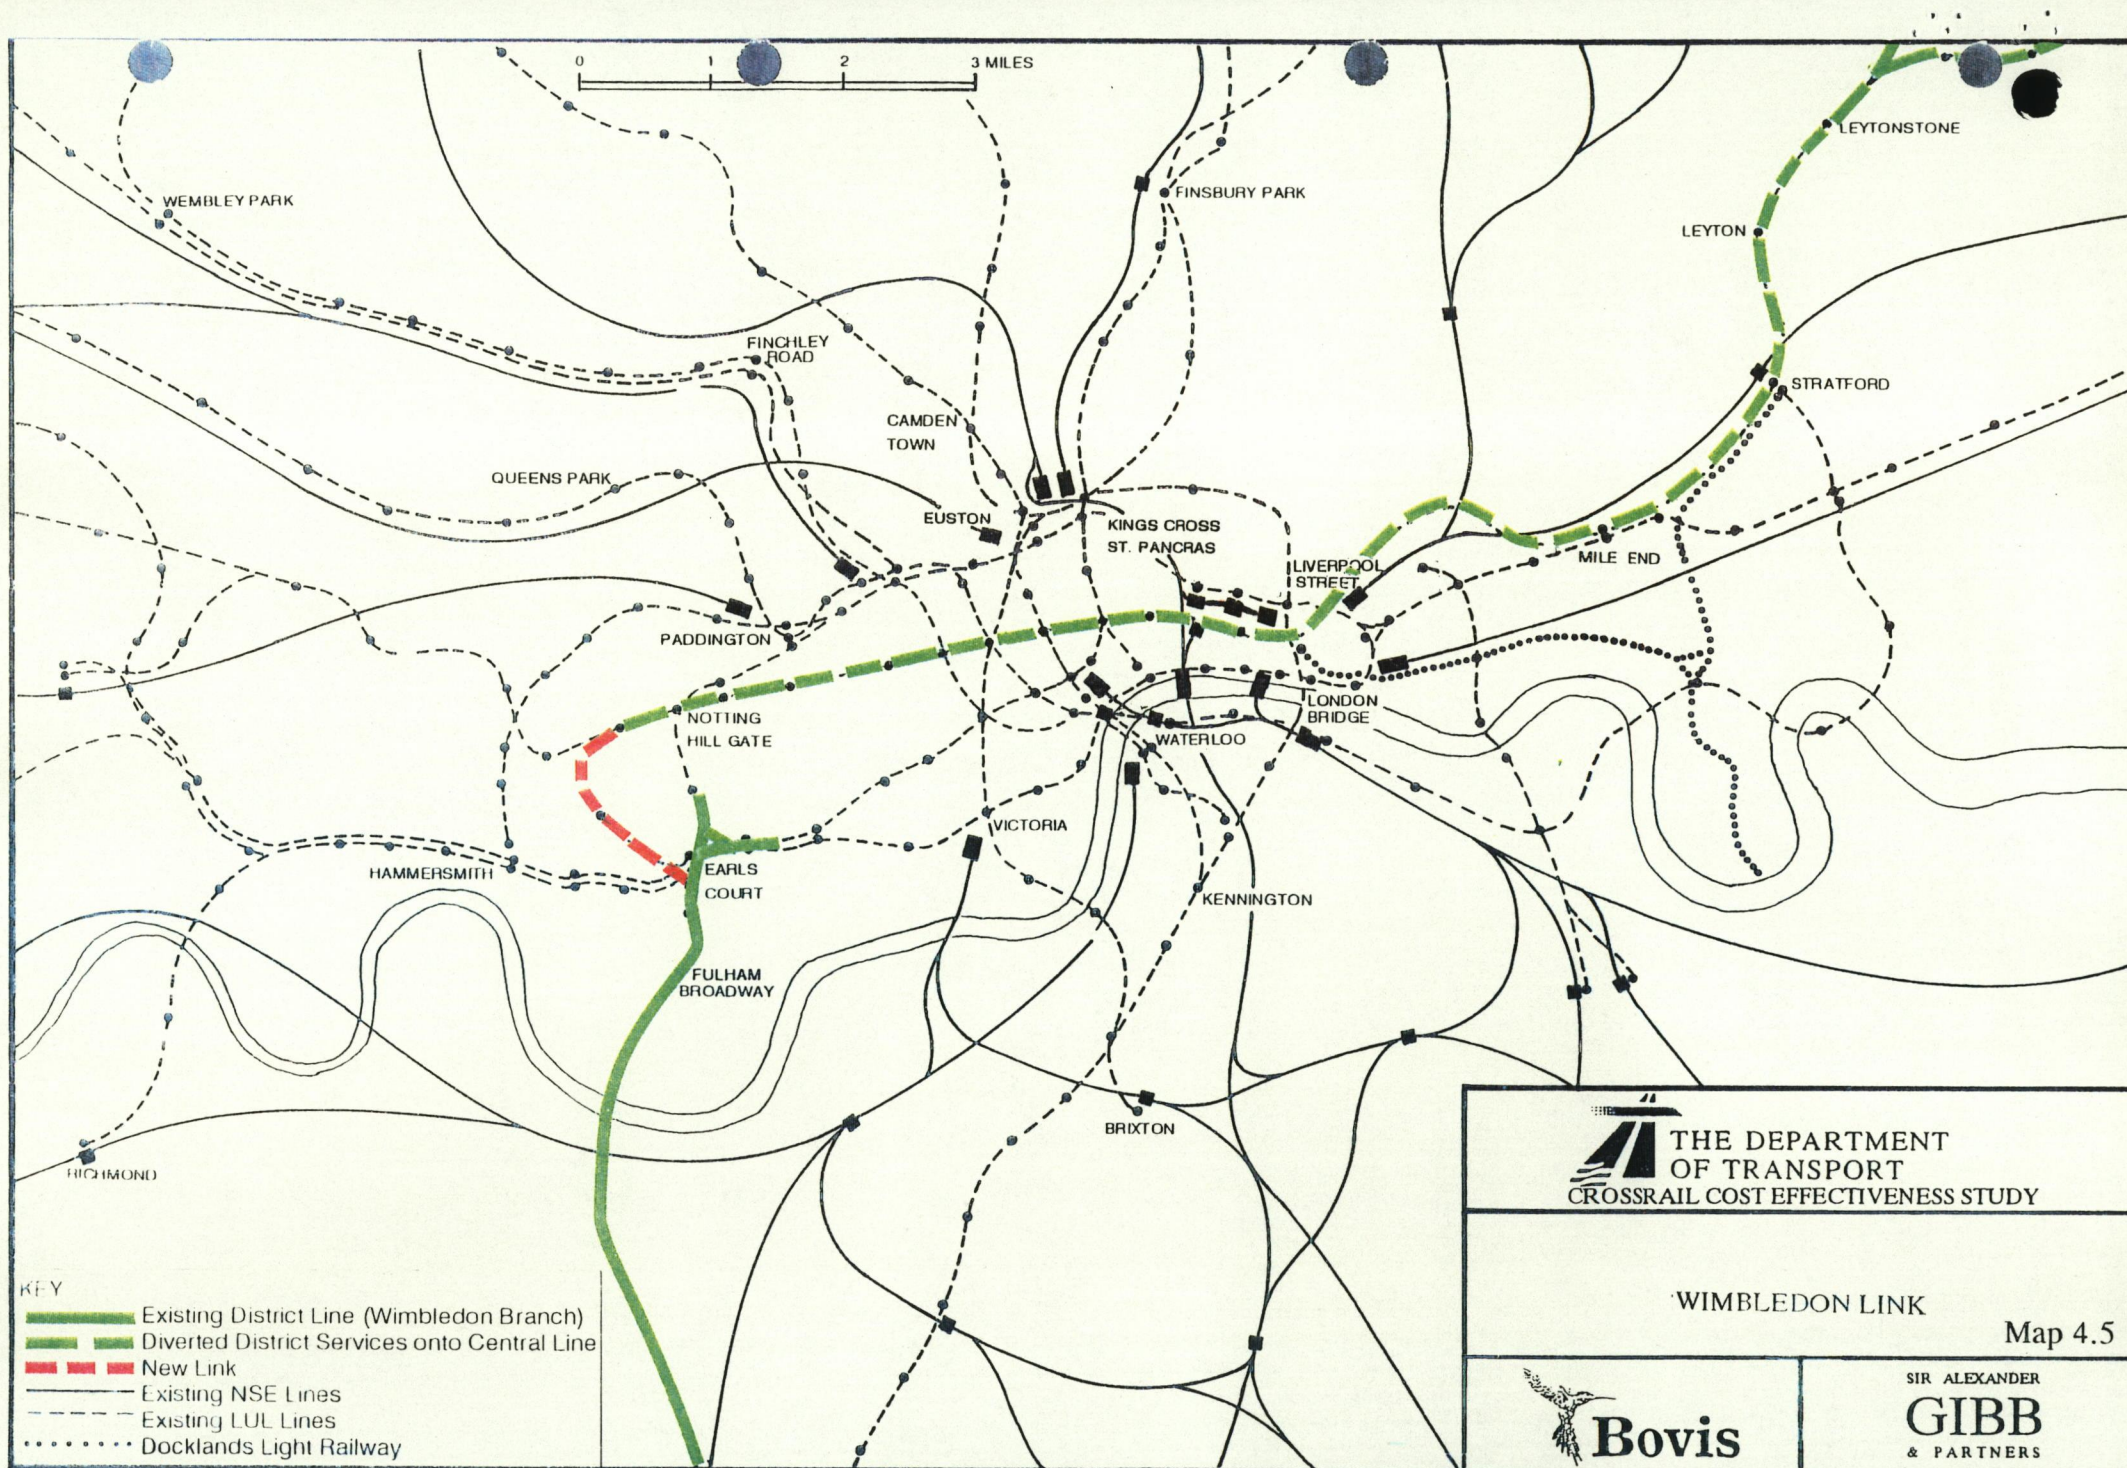 0 1 2 3 MILES
LEYTONSTONE
WEMBLEY PARK
FINSBURY PARK
LEYTON
FINCHLEY
ROAD
STRATFORD
CAMDEN
TOWN
QUEENS PARK
EUSTON
KINGS CROSS
ST. PANCRAS
MILE END
LIVERPOOL
STREET
PADDINGTON
NOTTING
HILL GATE
LONDON
BRIDGE
WATERLOO
VICTORIA
HAMMERSMITH
EARLS
COURT
KENNINGTON
FULHAM
BROADWAY
BRIXTON
RICHMOND
THE DEPARTMENT
OF TRANSPORT
CROSSRAIL COST EFFECTIVENESS STUDY
WIMBLEDON LINK
Map 4.5
Bovis
SIR ALEXANDER
GIBB
& PARTNERS
KEY
Existing District Line (Wimbledon Branch)
Diverted District Services onto Central Line
New Link
Existing NSE Lines
Existing LUL Lines
Docklands Light Railway